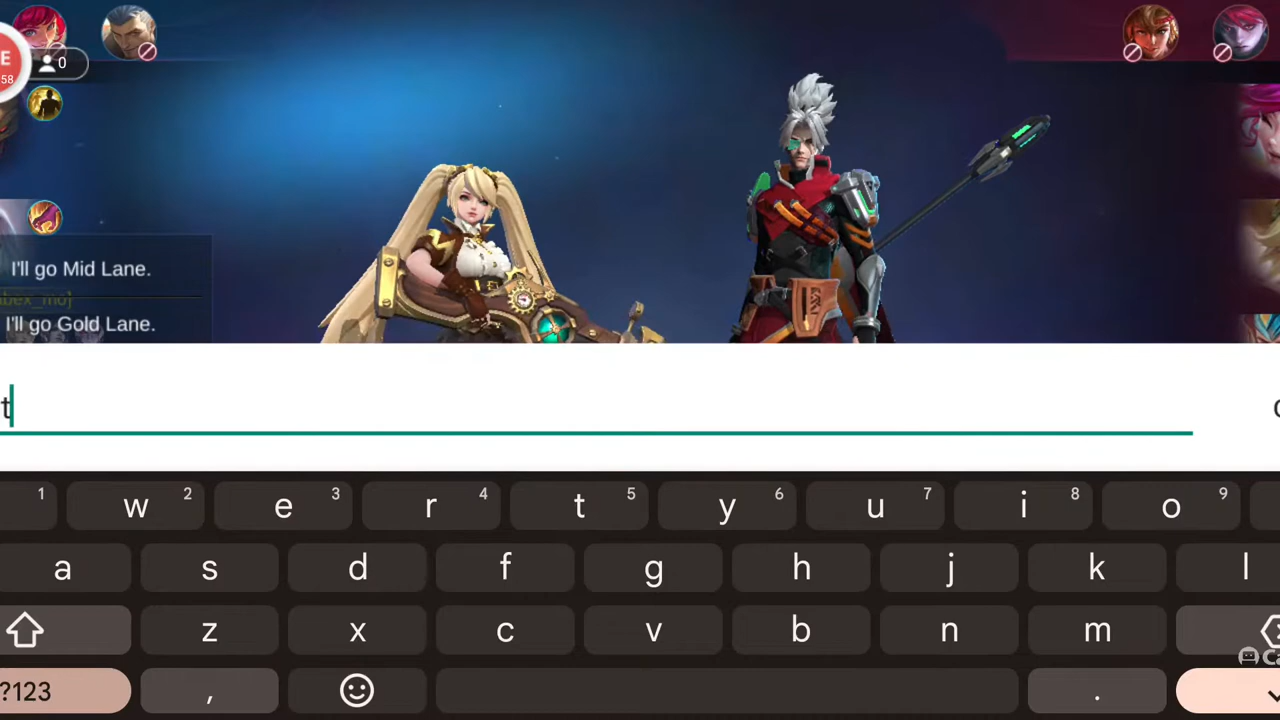 E
58
0
I'll go Mid Lane.
I'll go Gold Lane.
t
1 w 2 e 3 r 4 t 5 y 6 u 7 i 8 o 9
a s d f g h j k l
z x c v b n m
?123 , .